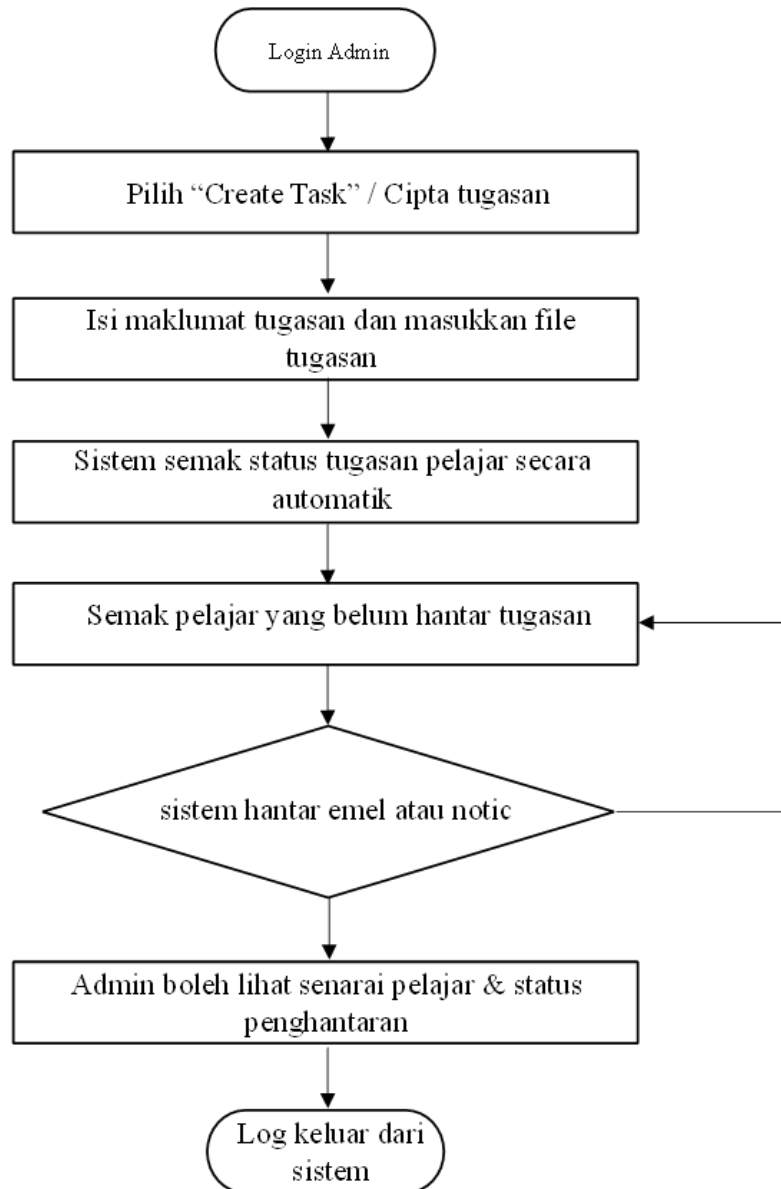 Login Admin
Pilih “Create Task” / Cipta tugasan
Isi maklumat tugasan dan masukkan file
tugasan
Sistem semak status tugasan pelajar secara
automatik
Semak pelajar yang belum hantar tugasan
sistem hantar emel atau notic
Admin boleh lihat senarai pelajar & status
penghantaran
Log keluar dari
sistem